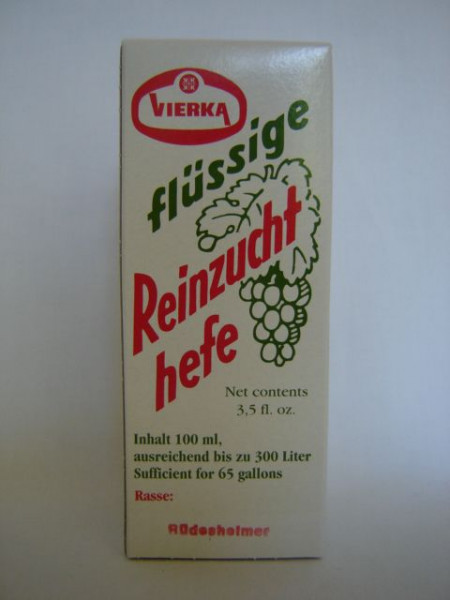 VIERKA
flüssige
Reinzucht
hefe
Net contents
3,5 fl. oz.
Inhalt 100 ml,
ausreichend bis zu 300 Liter
Sufficient for 65 gallons
Rasse:
Rüdesheimer